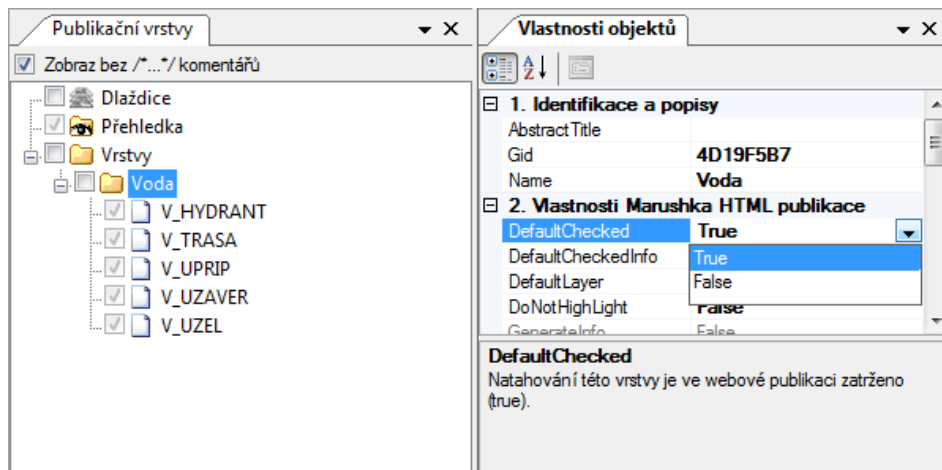 Publikační vrstvy
Zobraz bez /*...*/ komentářů
Dlaždice
Přehledka
Vrstvy
Voda
V_HYDRANT
V_TRASA
V_UPRIP
V_UZAVER
V_UZEL
Vlastnosti objektů
1. Identifikace a popisy
AbstractTitle
Gid 4D19F5B7
Name Voda
2. Vlastnosti Marushka HTML publikace
DefaultChecked True
DefaultCheckedInfo True
DefaultLayer False
DoNotHighLight False
GenerateInfo False
DefaultChecked
Natahování této vrstvy je ve webové publikaci zatrženo
(true).